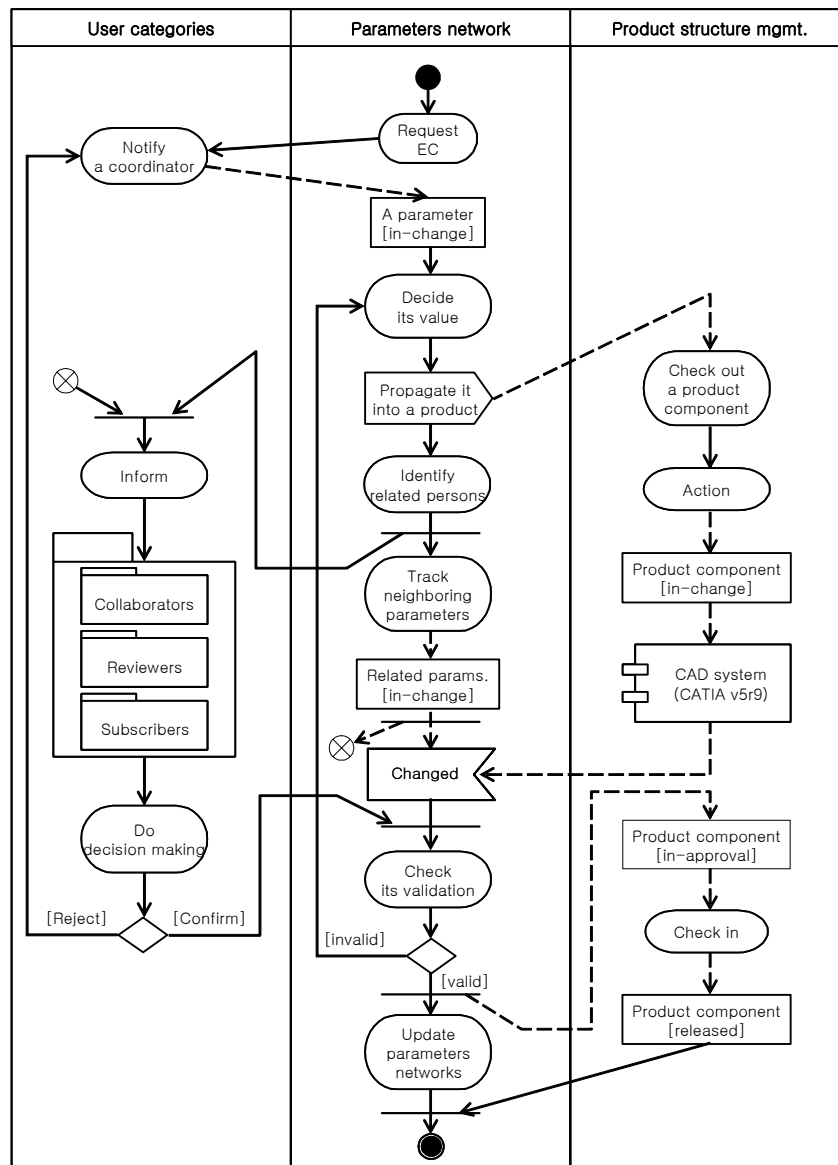 User categories
Parameters network
Product structure mgmt.
Request
EC
Notify
a coordinator
A parameter
[in-change]
Decide
its value
Propagate it
into a product
Check out
a product
component
Inform
Identify
related persons
Action
Collaborators
Reviewers
Subscribers
Track
neighboring
parameters
Product component
[in-change]
Related params.
[in-change]
CAD system
(CATIA v5r9)
Changed
Do
decision making
Product component
[in-approval]
Check
its validation
[Reject]
[Confirm]
[invalid]
Check in
[valid]
Update
parameters
networks
Product component
[released]